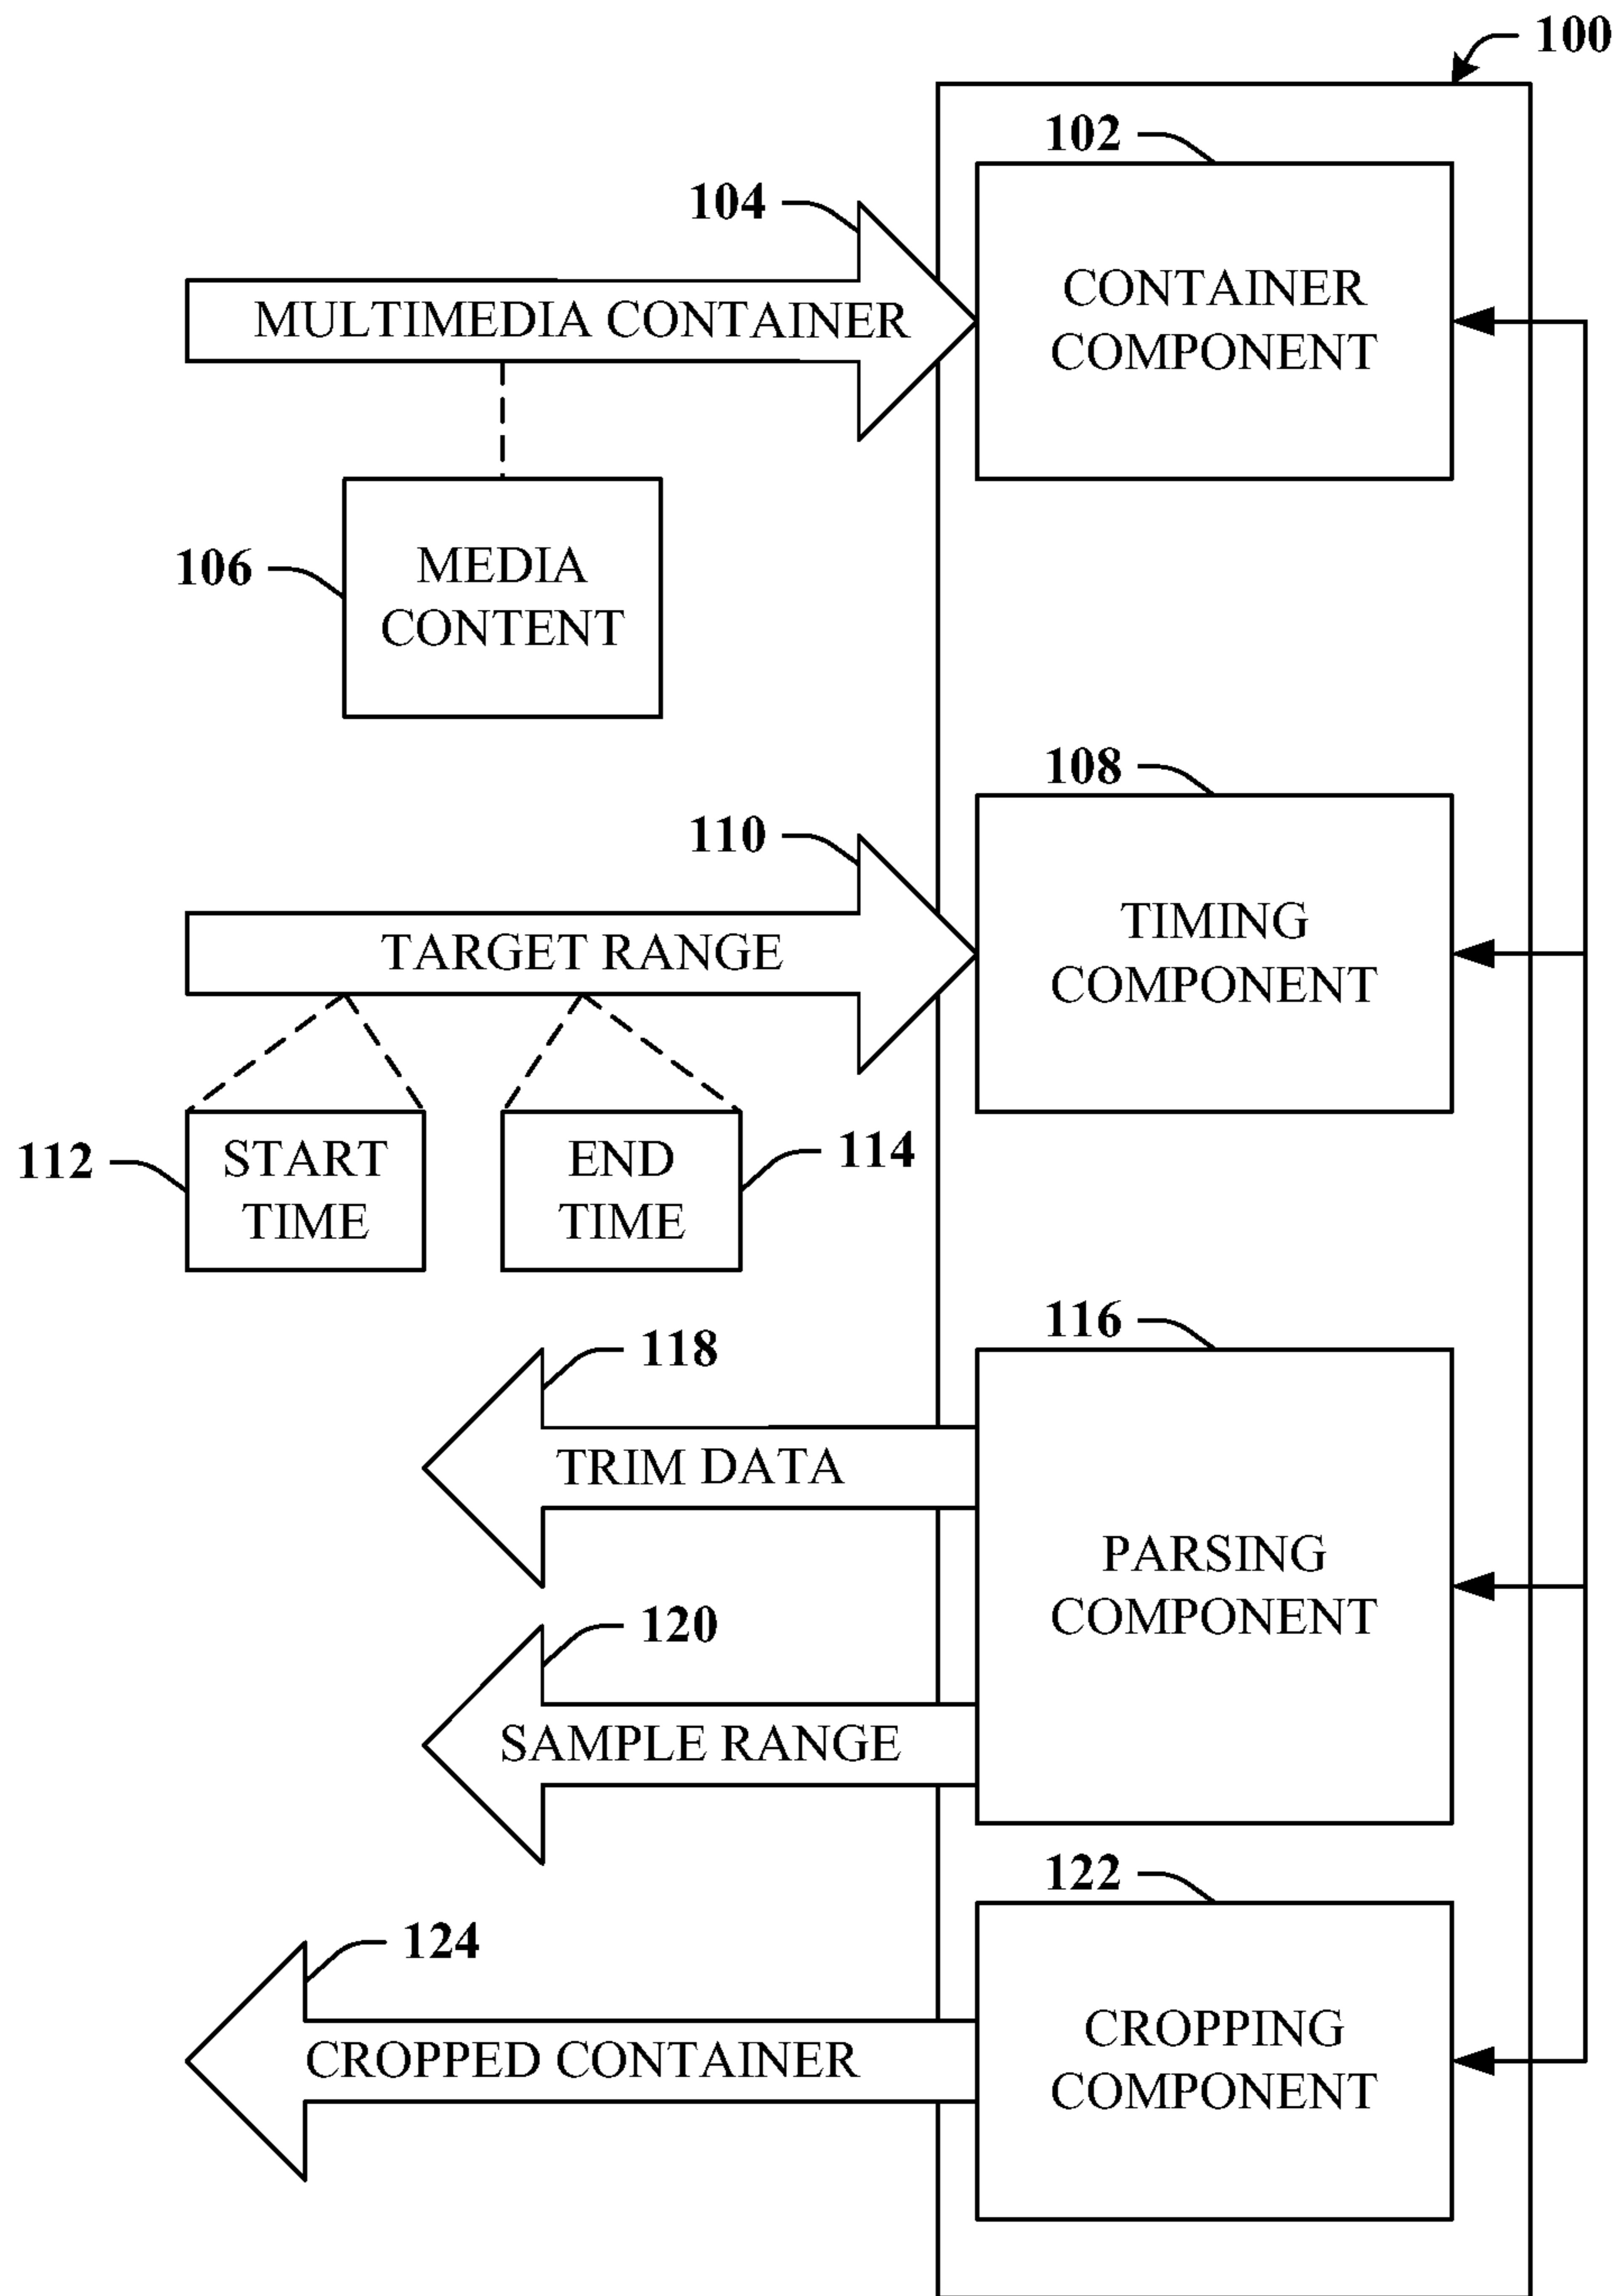 100
102
104
MULTIMEDIA CONTAINER
CONTAINER
COMPONENT
106
MEDIA
CONTENT
108
110
TARGET RANGE
TIMING
COMPONENT
112
START
TIME
END
TIME
114
116
118
TRIM DATA
PARSING
COMPONENT
120
SAMPLE RANGE
122
124
CROPPED CONTAINER
CROPPING
COMPONENT